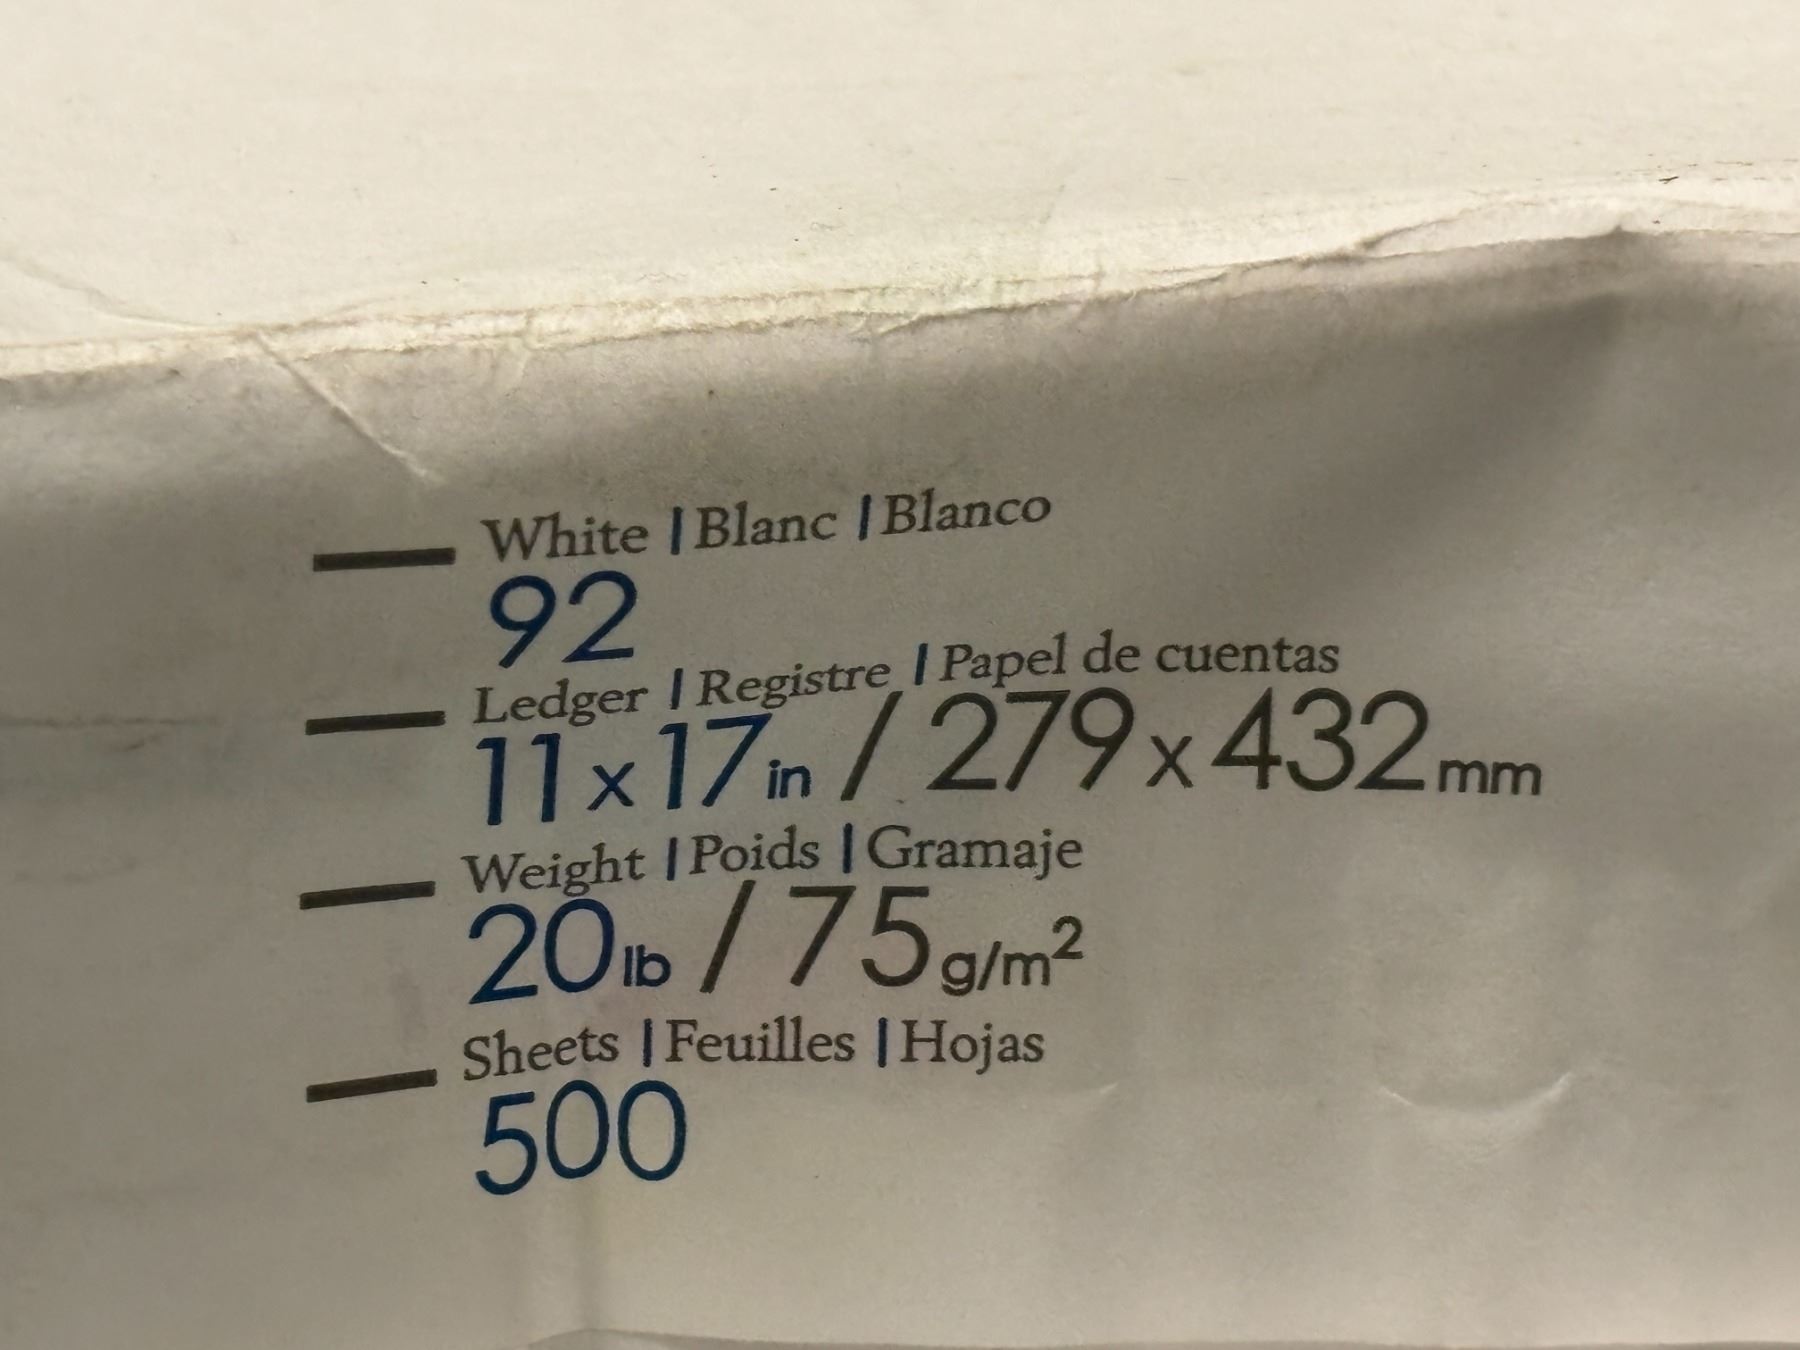 White | Blanc | Blanco
92
Ledger | Registre | Papel de cuentas
11 x 17 in / 279 x 432 mm
Weight | Poids | Gramaje
20 lb / 75 g/m²
Sheets | Feuilles | Hojas
500